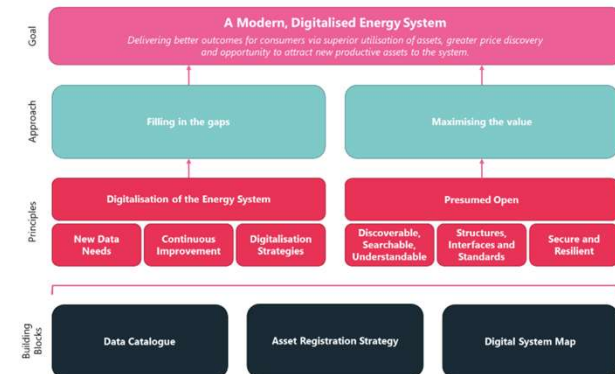 Goal
A Modern, Digitalised Energy System
Delivering better outcomes for consumers via superior utilisation of assets, greater price discovery
and opportunity to attract new productive assets to the system.
Approach
Filling in the gaps
Maximising the value
Principles
Digitalisation of the Energy System
Presumed Open
New Data
Needs
Continuous
Improvement
Digitalisation
Strategies
Discoverable,
Searchable,
Understandable
Structures,
Interfaces and
Standards
Secure and
Resilient
Building
Blocks
Data Catalogue
Asset Registration Strategy
Digital System Map